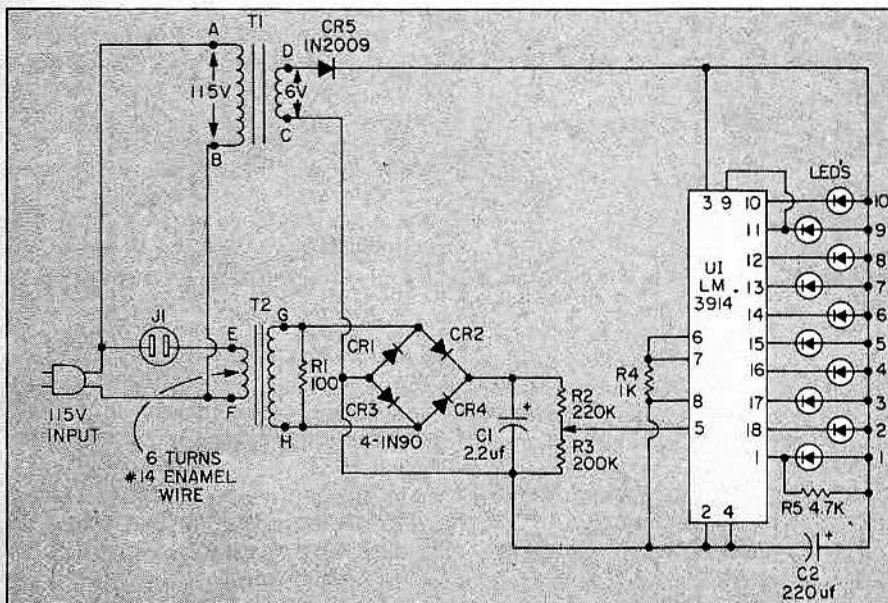 T1
A
CR5
1N2009
D
115V
6V
B
C
LED'S
3 9 10
10
11
9
12
8
U1
LM
3914
13
7
14
6
15
5
16
4
17
3
18
2
1
1
6
7
8
5
2 4
R4
1K
R5 4.7K
C2
220uf
+
J1
E
F
T2
G
H
R1
100
CR1
CR2
CR3
CR4
4-1N90
C1
2.2uf
+
R2
220K
R3
200K
115V
INPUT
6 TURNS
#14 ENAMEL
WIRE